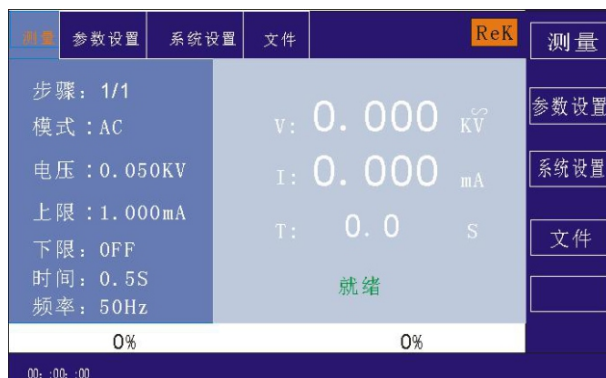 测量 参数设置 系统设置 文件 ReK 测量
步骤：1/1
模式：AC
电压：0.050KV
上限：1.000mA
下限：OFF
时间：0.5S
频率：50Hz
V: 0.000 KV
I: 0.000 mA
T: 0.0 S
就绪
参数设置
系统设置
文件
0% 0%
00: :00: :00